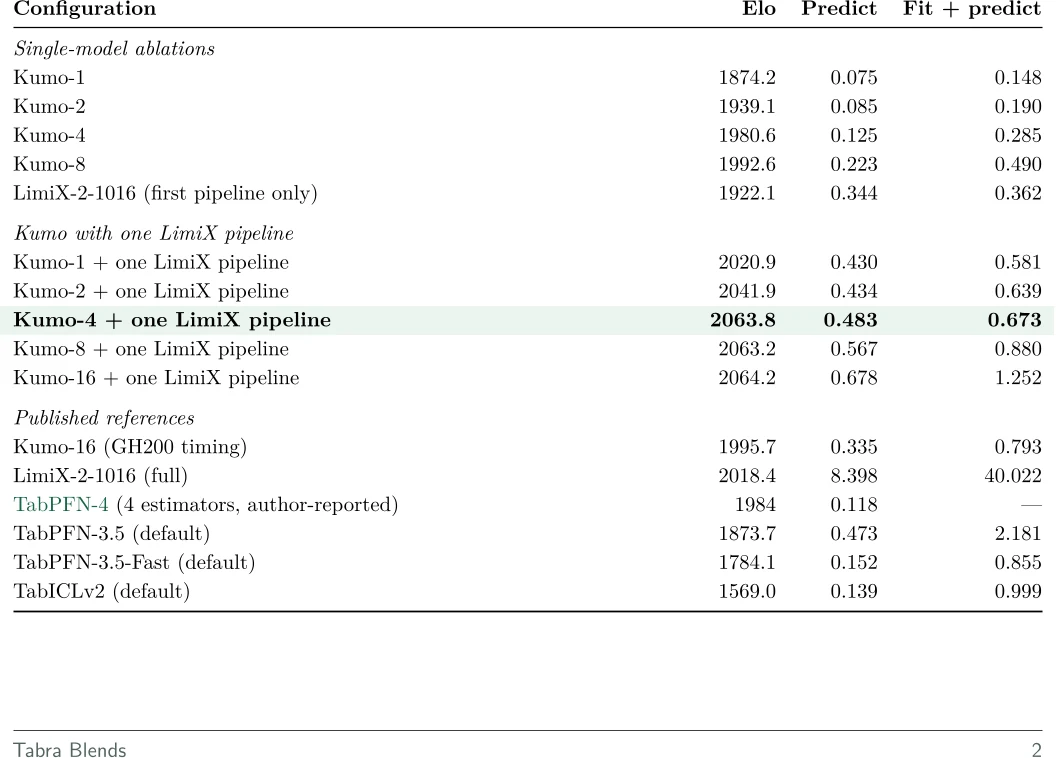 Configuration Elo Predict Fit + predict
Single-model ablations
Kumo-1 1874.2 0.075 0.148
Kumo-2 1939.1 0.085 0.190
Kumo-4 1980.6 0.125 0.285
Kumo-8 1992.6 0.223 0.490
LimiX-2-1016 (first pipeline only) 1922.1 0.344 0.362
Kumo with one LimiX pipeline
Kumo-1 + one LimiX pipeline 2020.9 0.430 0.581
Kumo-2 + one LimiX pipeline 2041.9 0.434 0.639
Kumo-4 + one LimiX pipeline 2063.8 0.483 0.673
Kumo-8 + one LimiX pipeline 2063.2 0.567 0.880
Kumo-16 + one LimiX pipeline 2064.2 0.678 1.252
Published references
Kumo-16 (GH200 timing) 1995.7 0.335 0.793
LimiX-2-1016 (full) 2018.4 8.398 40.022
TabPFN-4 (4 estimators, author-reported) 1984 0.118 —
TabPFN-3.5 (default) 1873.7 0.473 2.181
TabPFN-3.5-Fast (default) 1784.1 0.152 0.855
TabICLv2 (default) 1569.0 0.139 0.999
Tabra Blends 2